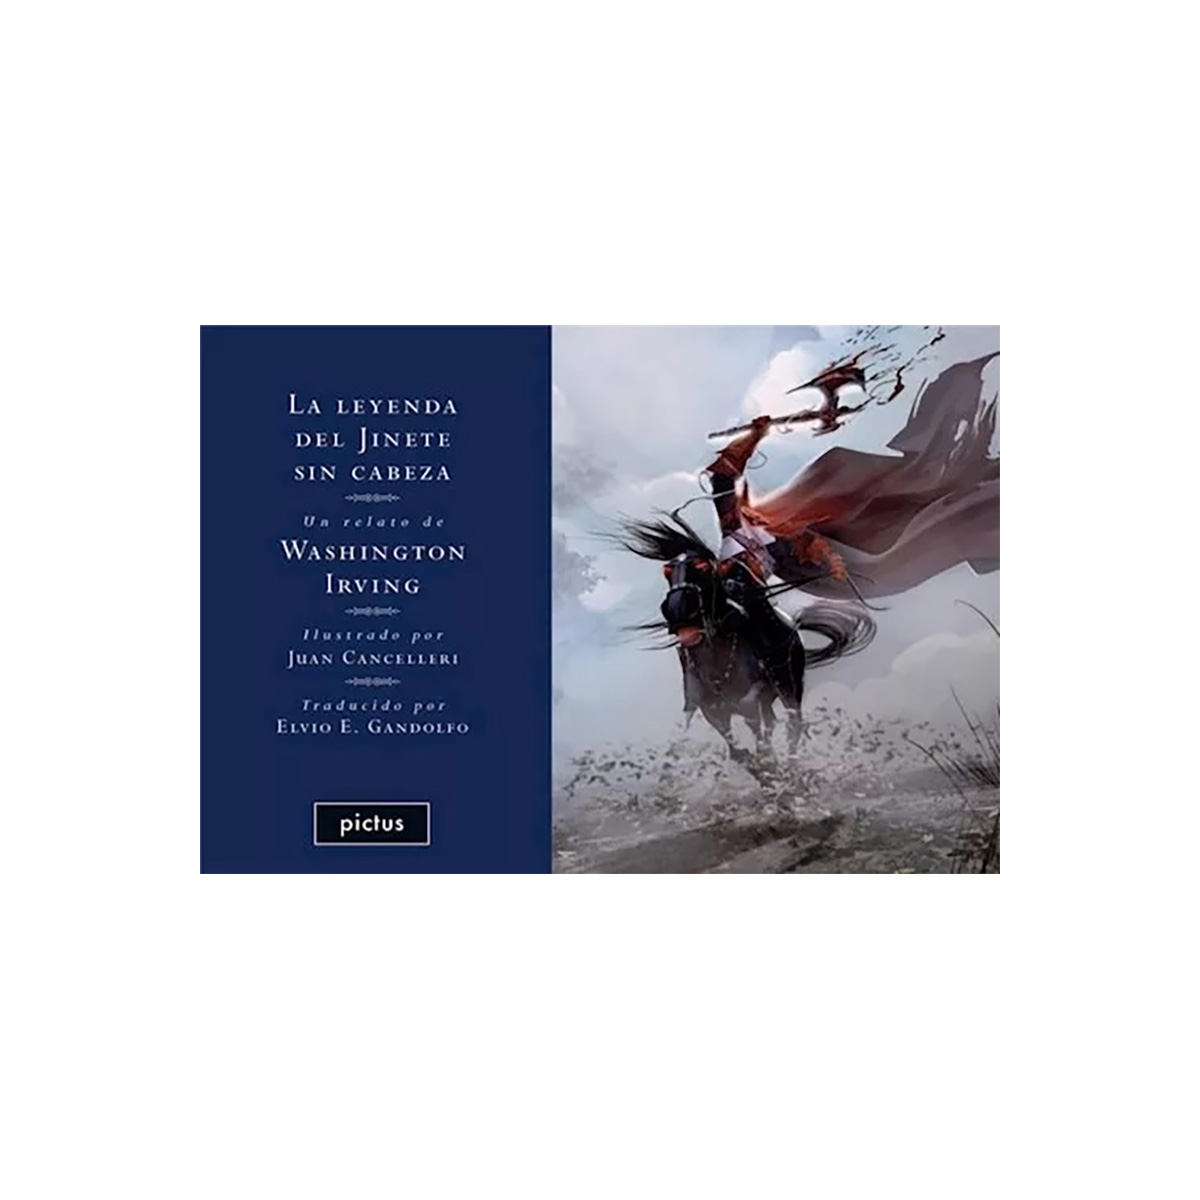 LA LEYENDA
DEL JINETE
SIN CABEZA
Un relato de
WASHINGTON
IRVING
Ilustrado por
JUAN CANCELLERI
Traducido por
ELVIO E. GANDOLFO
pictus